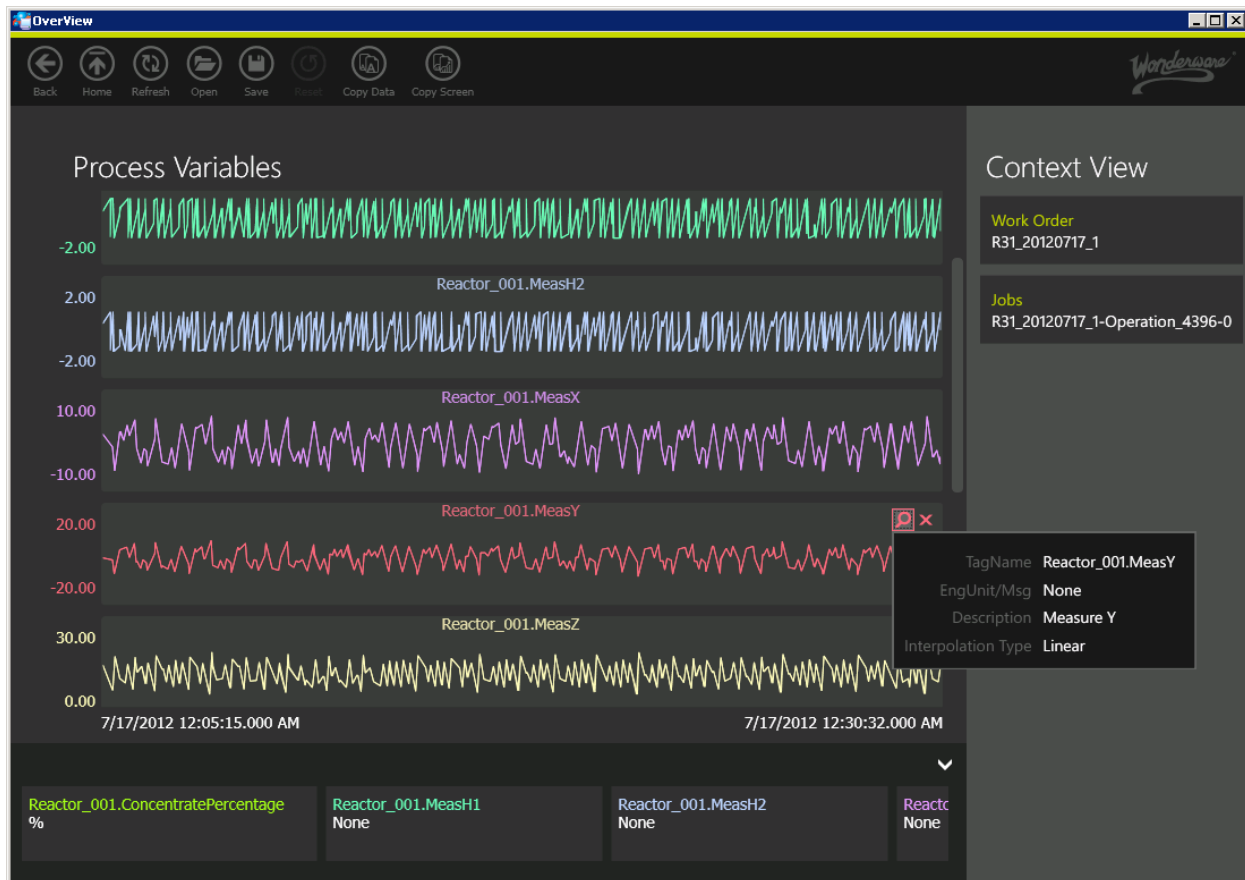 OverView
Back Home Refresh Open Save Reset Copy Data Copy Screen
Wonderware
Process Variables
-2.00
Reactor_001.MeasH2
2.00
-2.00
Reactor_001.MeasX
10.00
-10.00
Reactor_001.MeasY
20.00
-20.00
Reactor_001.MeasZ
30.00
0.00
7/17/2012 12:05:15.000 AM 7/17/2012 12:30:32.000 AM
TagName Reactor_001.MeasY
EngUnit/Msg None
Description Measure Y
Interpolation Type Linear
Context View
Work Order
R31_20120717_1
Jobs
R31_20120717_1-Operation_4396-0
Reactor_001.ConcentratePercentage
%
Reactor_001.MeasH1
None
Reactor_001.MeasH2
None
Reactc
None